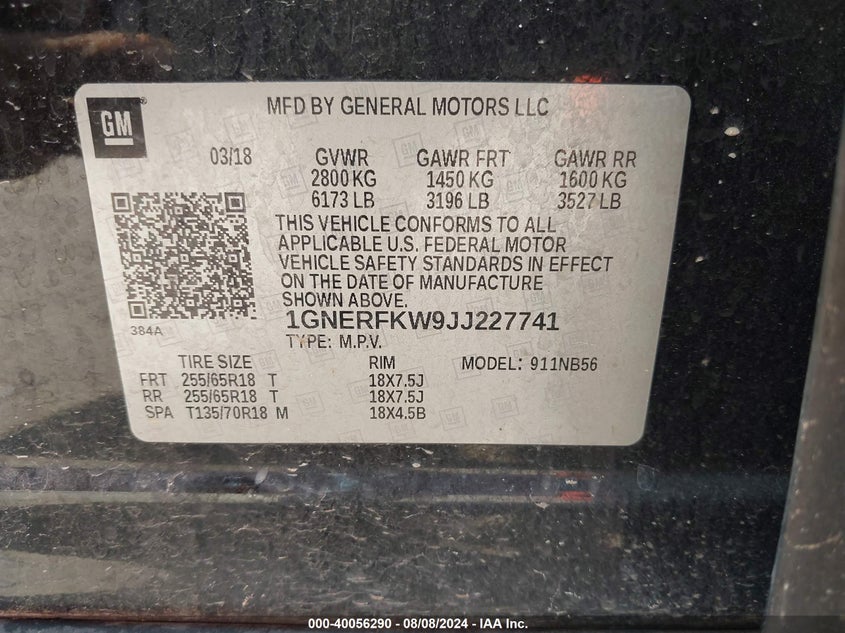 GM
MFD BY GENERAL MOTORS LLC
03/18 GVWR GAWR FRT GAWR RR
2800 KG 1450 KG 1600 KG
6173 LB 3196 LB 3527 LB
THIS VEHICLE CONFORMS TO ALL
APPLICABLE U.S. FEDERAL MOTOR
VEHICLE SAFETY STANDARDS IN EFFECT
ON THE DATE OF MANUFACTURE
SHOWN ABOVE.
384A
1GNERFKW9JJ227741
TYPE: M.P.V.
TIRE SIZE RIM MODEL: 911NB56
FRT 255/65R18 T 18X7.5J
RR 255/65R18 T 18X7.5J
SPA T135/70R18 M 18X4.5B
000-40056290 - 08/08/2024 - IAA Inc.